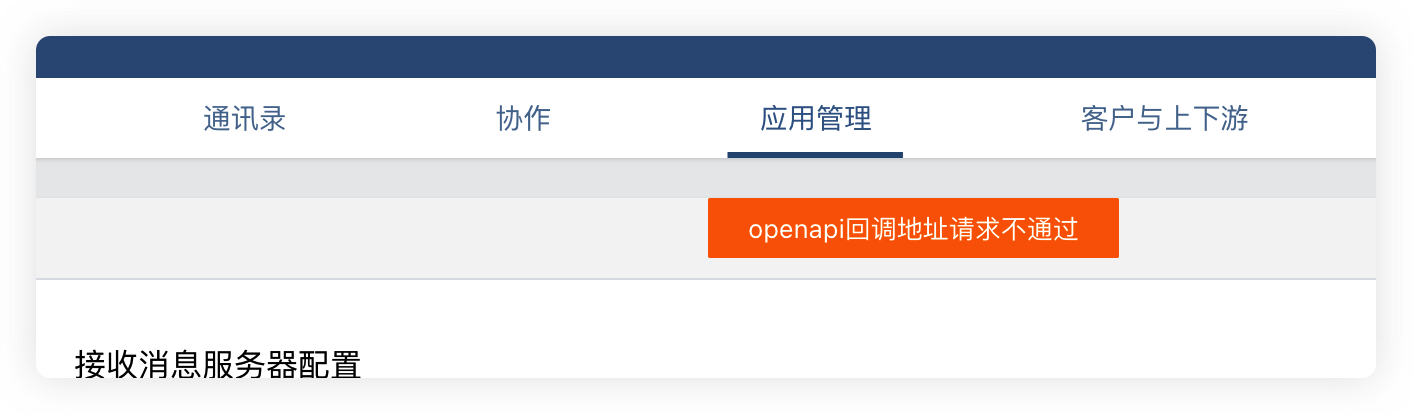 通讯录 协作 应用管理 客户与上下游
openapi回调地址请求不通过
接收消息服务器配置